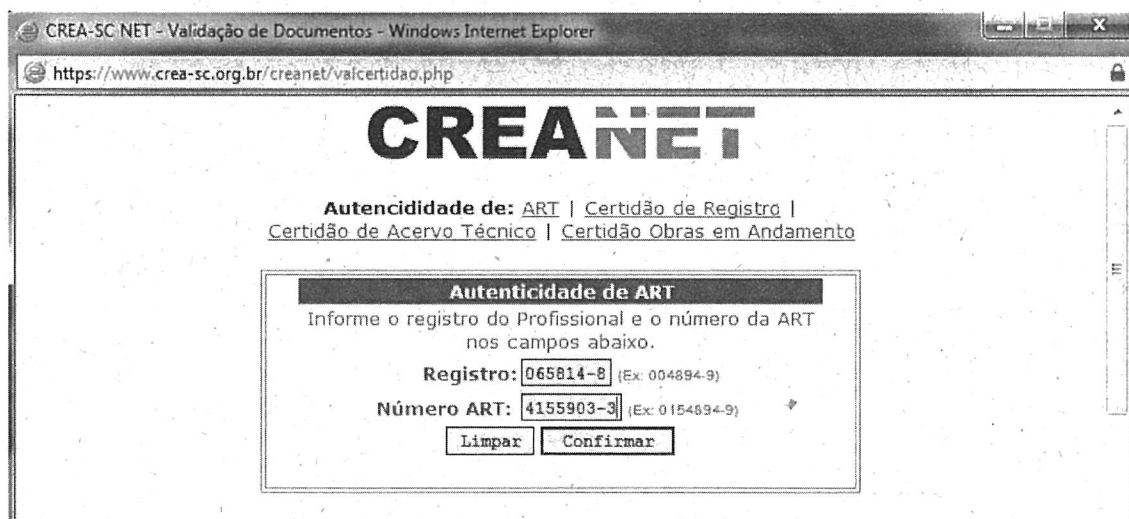 CREA-SC NET - Validação de Documentos - Windows Internet Explorer
https://www.crea-sc.org.br/creanet/valcertidao.php
CREANET
Autencididade de: ART | Certidão de Registro |
Certidão de Acervo Técnico | Certidão Obras em Andamento
Autenticidade de ART
Informe o registro do Profissional e o número da ART
nos campos abaixo.
Registro: 065814-8 (Ex: 004894-9)
Número ART: 4155903-3 (Ex: 0154894-9)
Limpar Confirmar